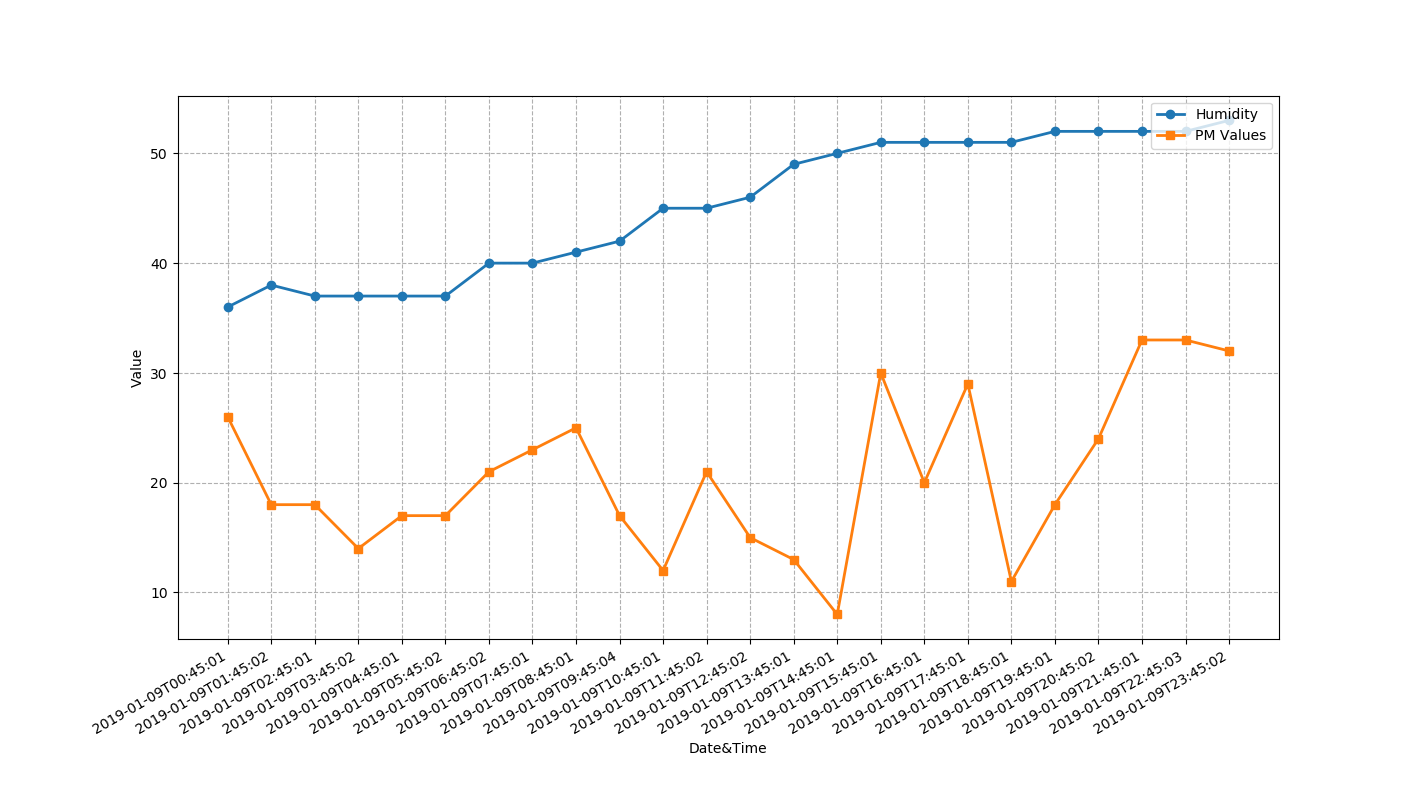 Humidity
PM Values
50
40
30
20
10
Value
2019-01-09T00:45:01
2019-01-09T01:45:02
2019-01-09T02:45:01
2019-01-09T03:45:02
2019-01-09T04:45:01
2019-01-09T05:45:02
2019-01-09T06:45:02
2019-01-09T07:45:01
2019-01-09T08:45:01
2019-01-09T09:45:04
2019-01-09T10:45:01
2019-01-09T11:45:02
2019-01-09T12:45:02
2019-01-09T13:45:01
2019-01-09T14:45:01
2019-01-09T15:45:01
2019-01-09T16:45:01
2019-01-09T17:45:01
2019-01-09T18:45:01
2019-01-09T19:45:01
2019-01-09T20:45:02
2019-01-09T21:45:01
2019-01-09T22:45:03
2019-01-09T23:45:02
Date&Time